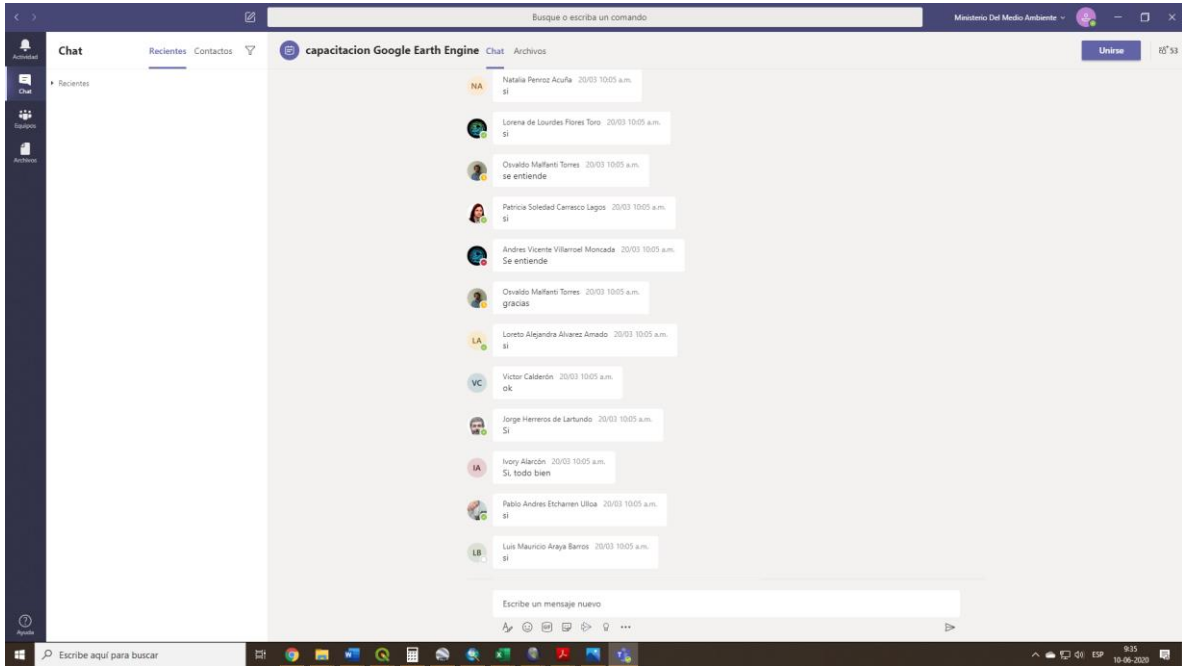 Busque o escriba un comando
Ministerio Del Medio Ambiente
Actividad
Chat
Equipos
Archivos
Ayuda
Chat
Recientes
Contactos
Recientes
capacitacion Google Earth Engine
Chat
Archivos
Unirse
53
NA
Natalia Penroz Acuña 20/03 10:05 a.m.
si
Lorena de Lourdes Flores Toro 20/03 10:05 a.m.
si
Osvaldo Malfanti Torres 20/03 10:05 a.m.
se entiende
Patricia Soledad Carrasco Lagos 20/03 10:05 a.m.
si
Andres Vicente Villarroel Moncada 20/03 10:05 a.m.
Se entiende
Osvaldo Malfanti Torres 20/03 10:05 a.m.
gracias
LA
Loreto Alejandra Alvarez Amado 20/03 10:05 a.m.
si
VC
Victor Calderón 20/03 10:05 a.m.
ok
Jorge Herreros de Lartundo 20/03 10:05 a.m.
Si
IA
Ivory Alarcón 20/03 10:05 a.m.
Si, todo bien
Pablo Andres Etcharren Ulloa 20/03 10:05 a.m.
si
LB
Luis Mauricio Araya Barros 20/03 10:05 a.m.
si
Escribe un mensaje nuevo
GIF
Escribe aquí para buscar
ESP
9:35
10-06-2020